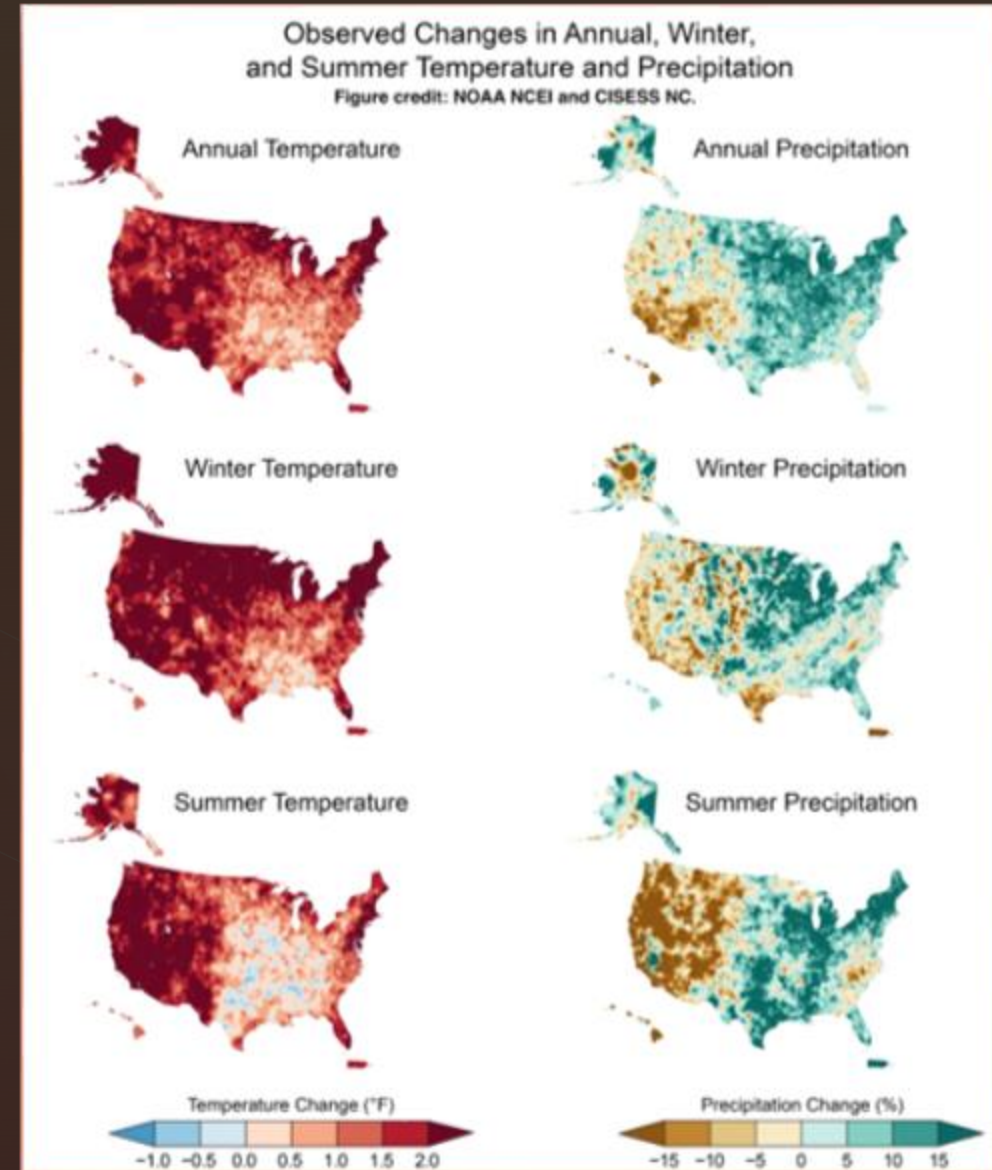 Observed Changes in Annual, Winter,
and Summer Temperature and Precipitation
Figure credit: NOAA NCEI and CISESS NC.
Annual Temperature
Annual Precipitation
Winter Temperature
Winter Precipitation
Summer Temperature
Summer Precipitation
Temperature Change (°F)
−1.0 −0.5 0.0 0.5 1.0 1.5 2.0
Precipitation Change (%)
−15 −10 −5 0 5 10 15